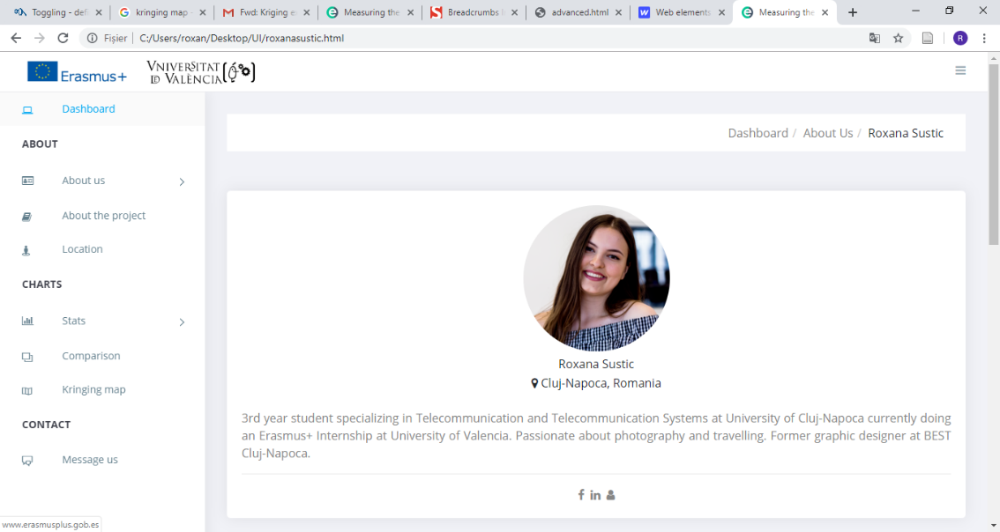 Toggling - def
kringing map -
Fwd: Kriging e
Measuring the
Breadcrumbs
advanced.html
Web elements
Measuring the
Fișier
C:/Users/roxan/Desktop/UI/roxanasustic.html
R
Erasmus+
VNIVERSITAT
ID VALÈNCIA
Dashboard
Dashboard / About Us / Roxana Sustic
ABOUT
About us
About the project
Location
CHARTS
Stats
Comparison
Kringing map
CONTACT
Message us
Roxana Sustic
Cluj-Napoca, Romania
3rd year student specializing in Telecommunication and Telecommunication Systems at University of Cluj-Napoca currently doing
an Erasmus+ Internship at University of Valencia. Passionate about photography and travelling. Former graphic designer at BEST
Cluj-Napoca.
www.erasmusplus.gob.es